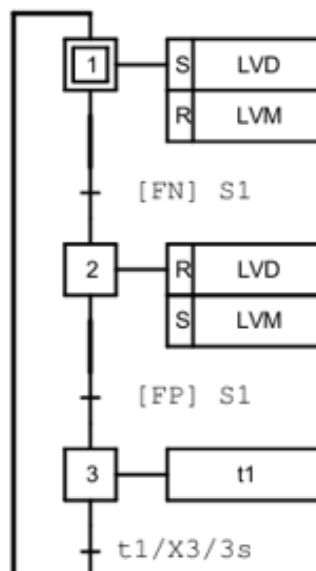 1 S LVD
R LVM
[FN] S1
2 R LVD
S LVM
[FP] S1
3 t1
t1/X3/3s